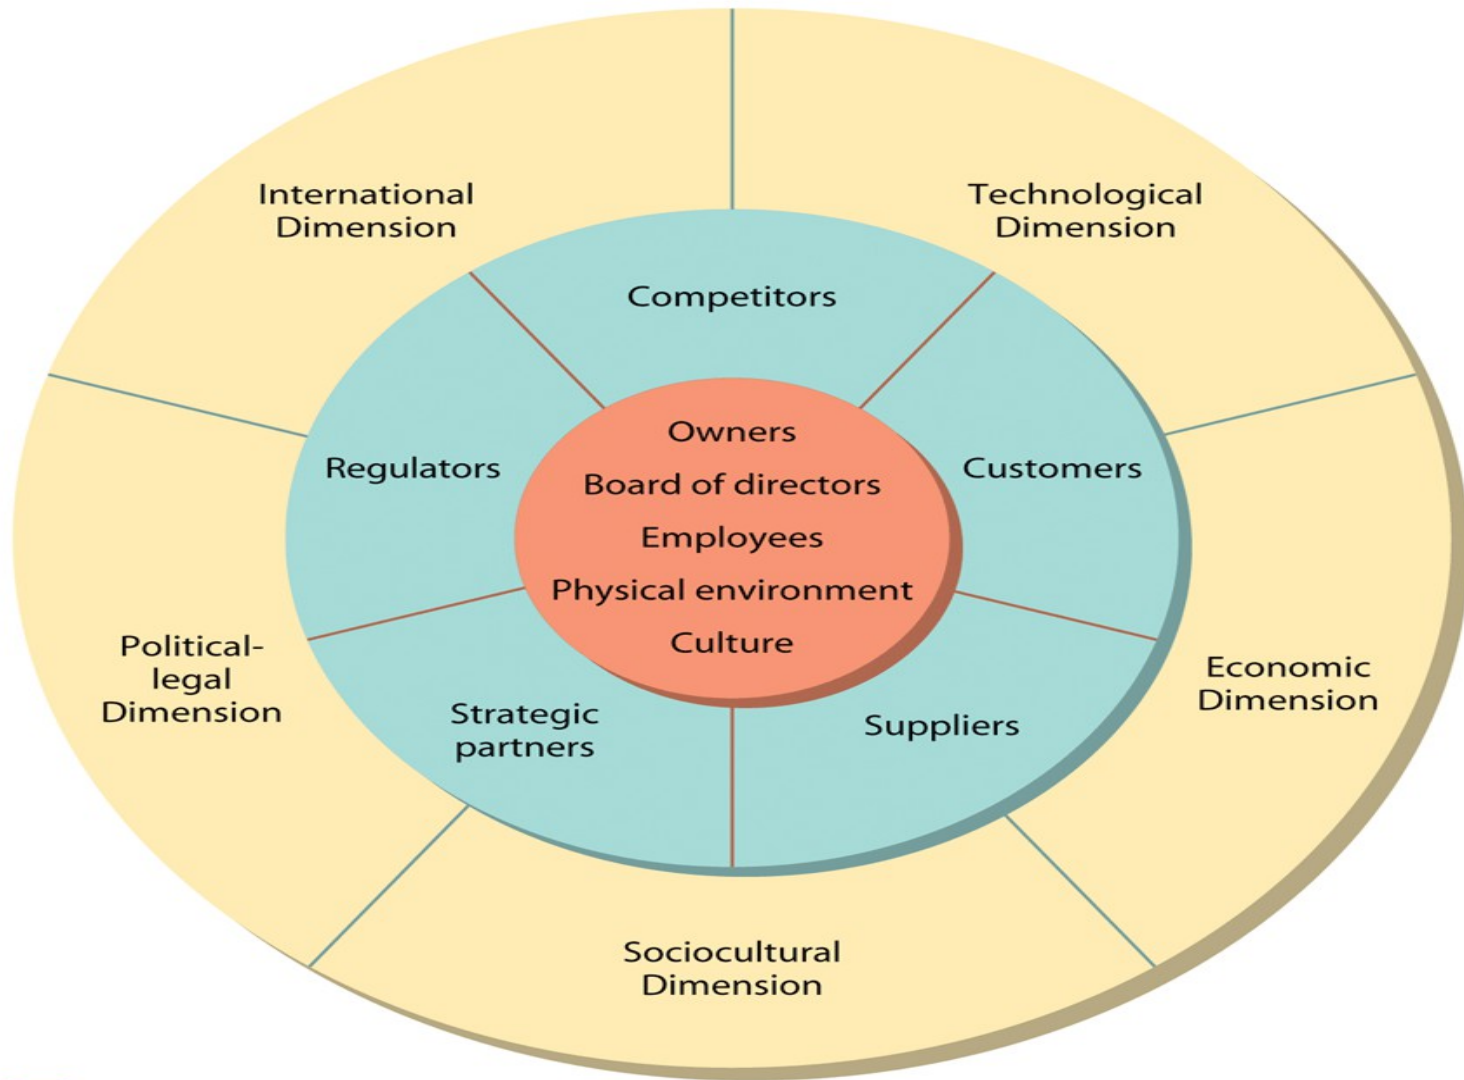 International
Dimension
Technological
Dimension
Competitors
Regulators
Customers
Owners
Board of directors
Employees
Physical environment
Culture
Political-
legal
Dimension
Economic
Dimension
Strategic
partners
Suppliers
Sociocultural
Dimension